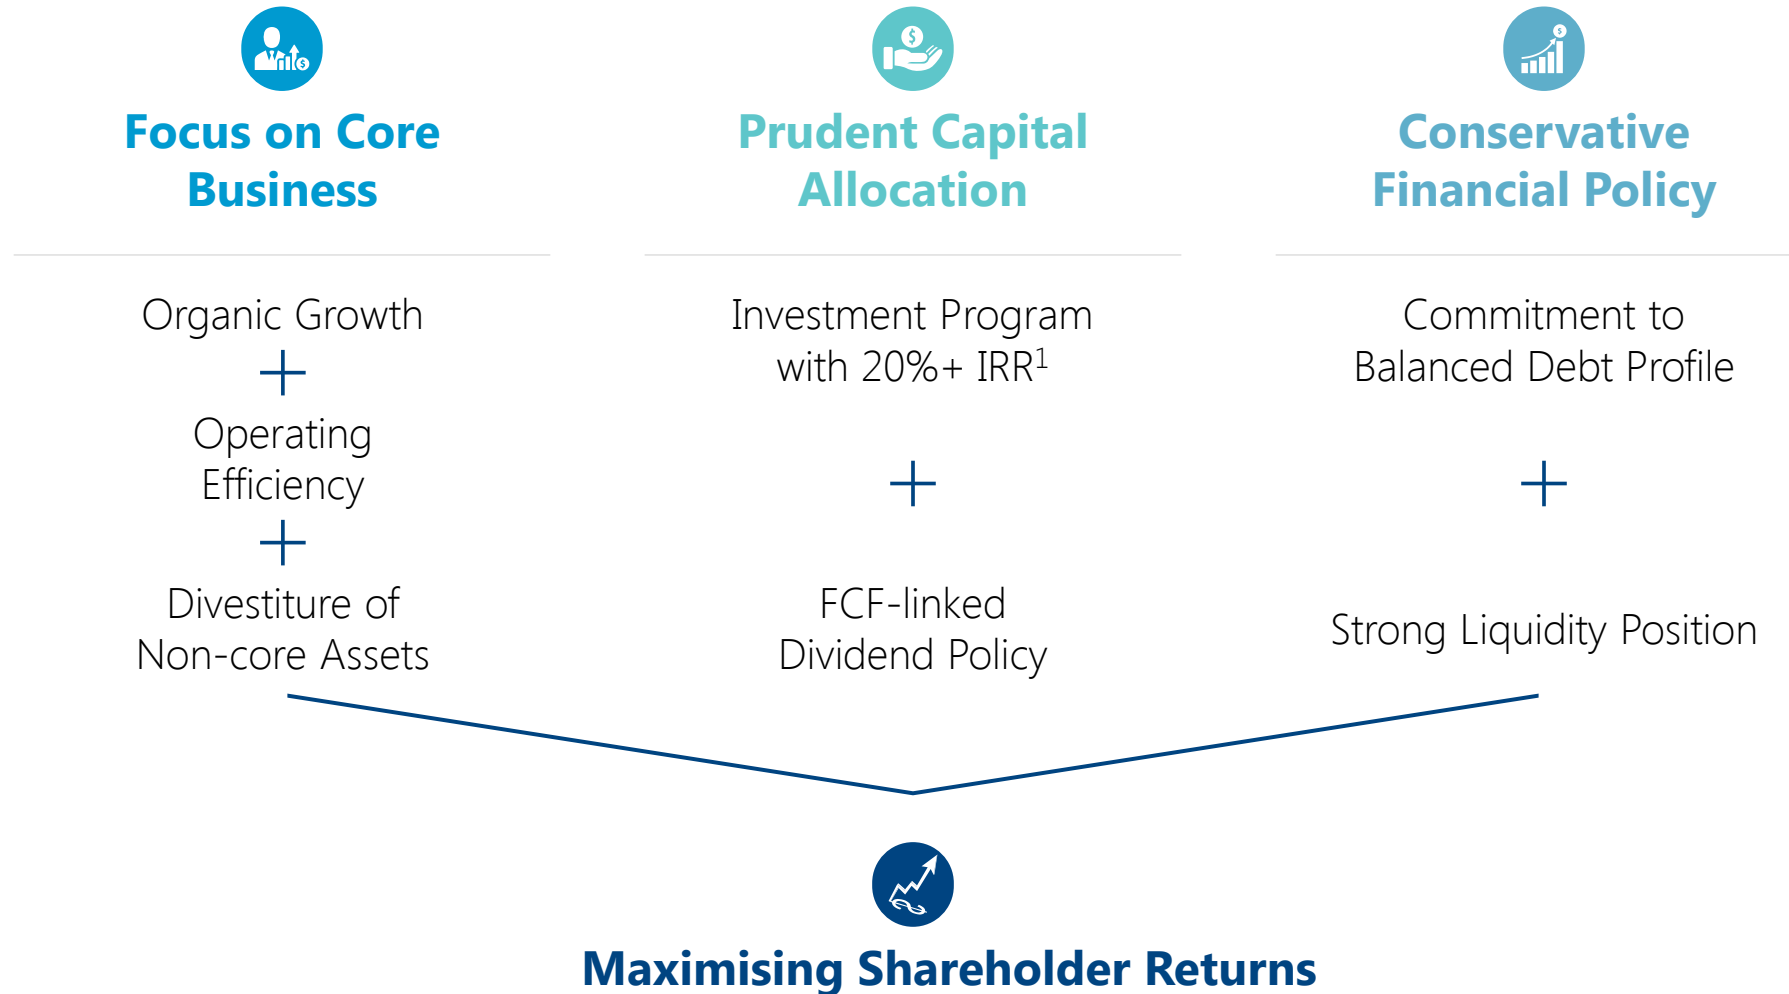 Focus on Core
Business
Organic Growth
+
Operating
Efficiency
+
Divestiture of
Non-core Assets
Prudent Capital
Allocation
Investment Program
with 20%+ IRR¹
+
FCF-linked
Dividend Policy
Conservative
Financial Policy
Commitment to
Balanced Debt Profile
+
Strong Liquidity Position
Maximising Shareholder Returns